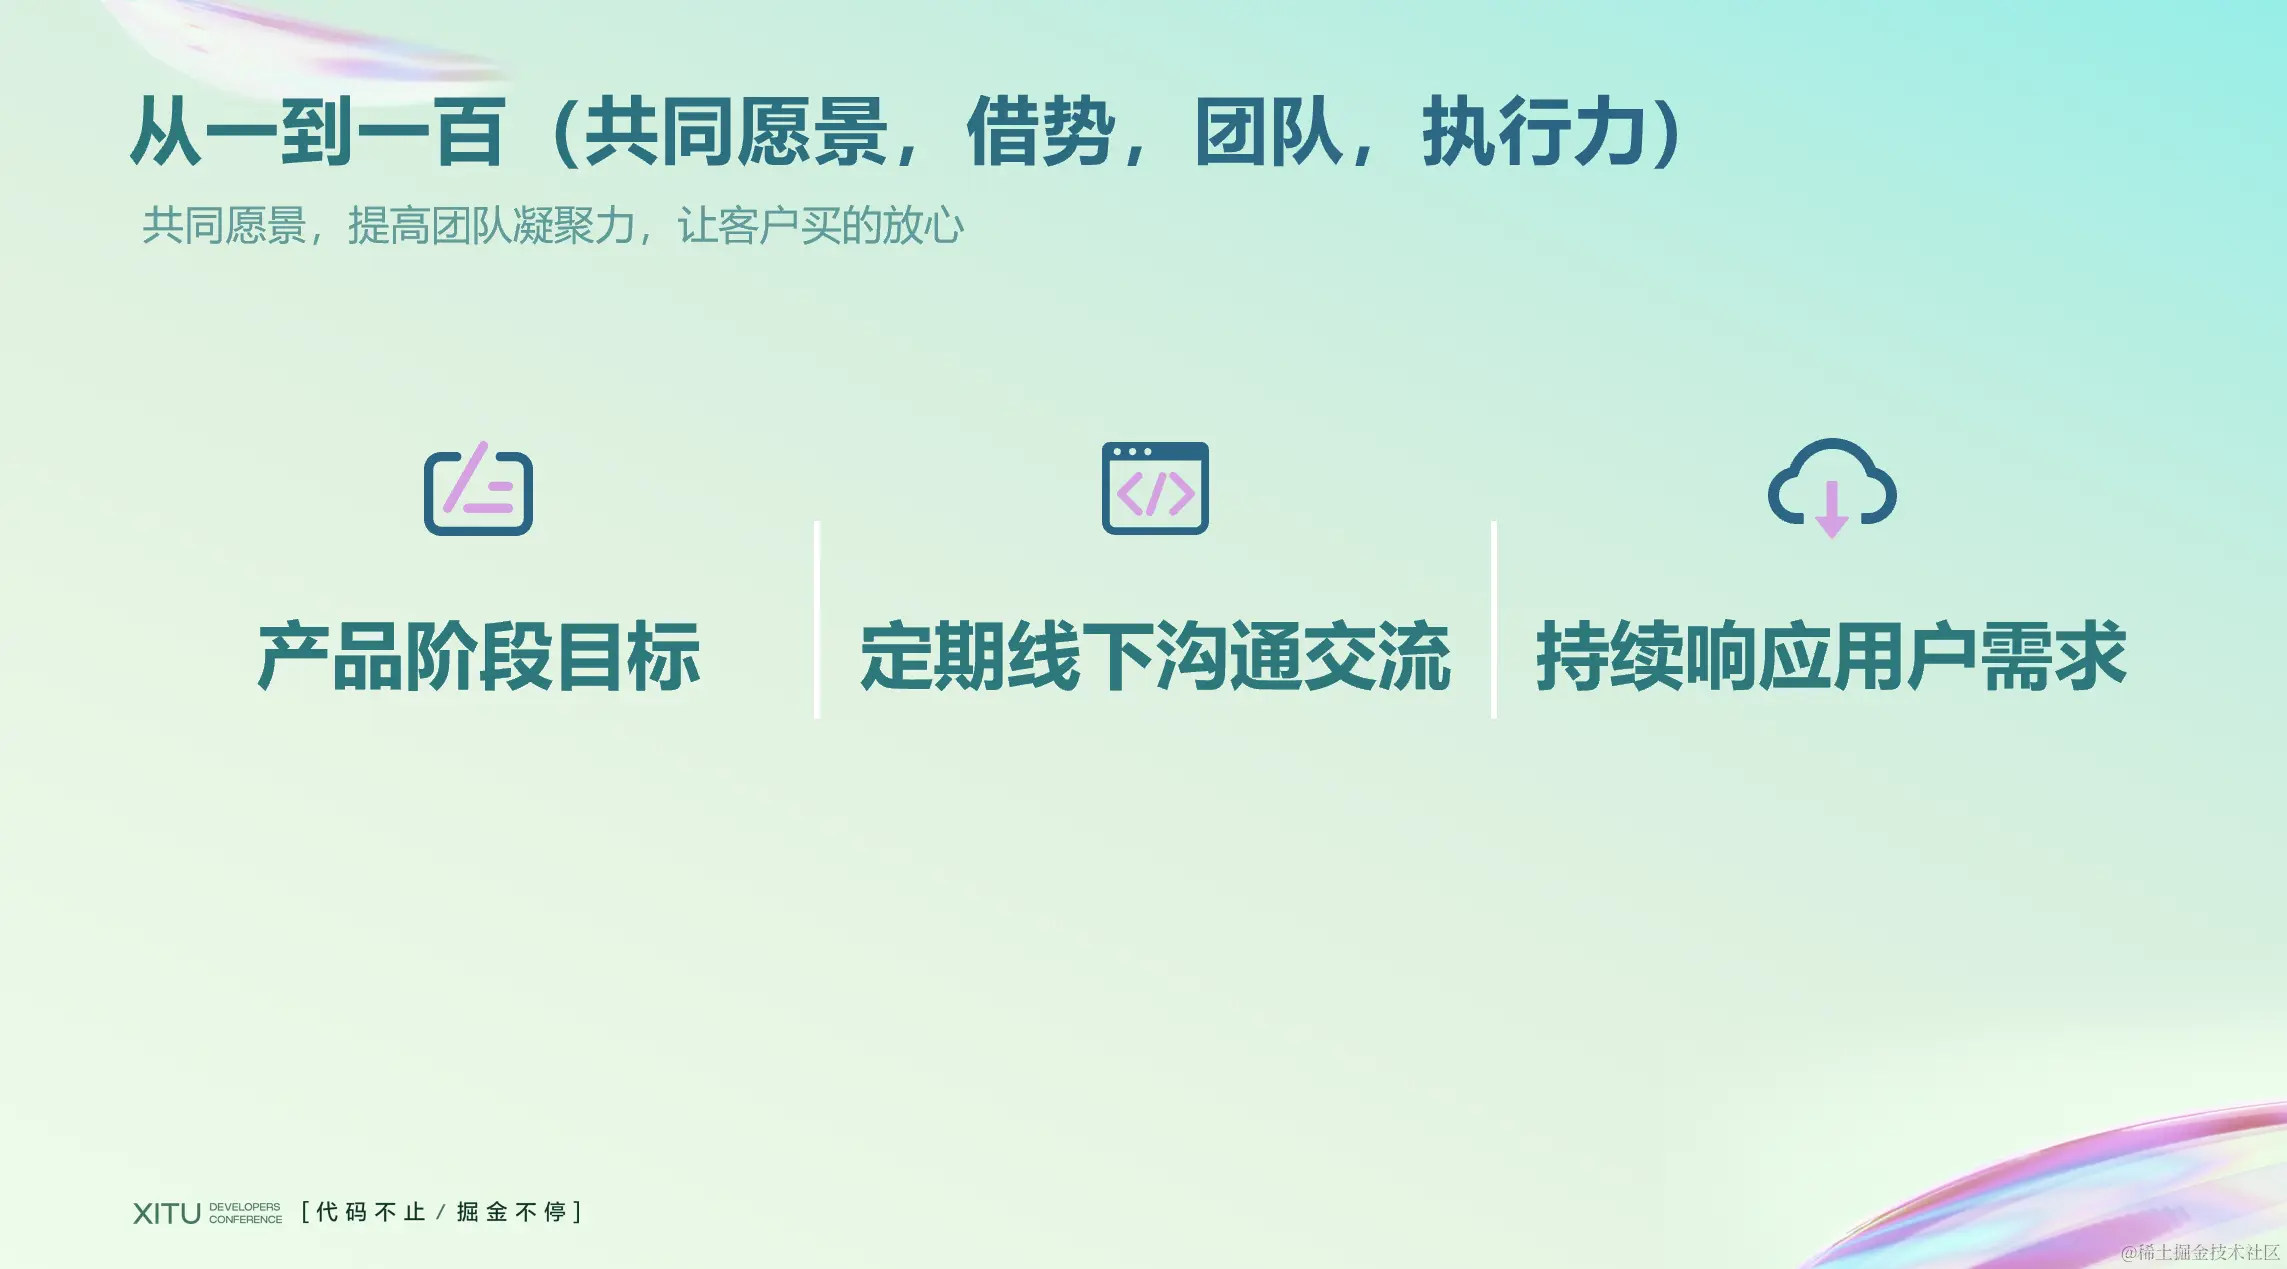 从一到一百（共同愿景，借势，团队，执行力）
共同愿景，提高团队凝聚力，让客户买的放心
产品阶段目标
定期线下沟通交流
持续响应用户需求
XITU DEVELOPERS CONFERENCE [代码不止 / 掘金不停]
@稀土掘金技术社区